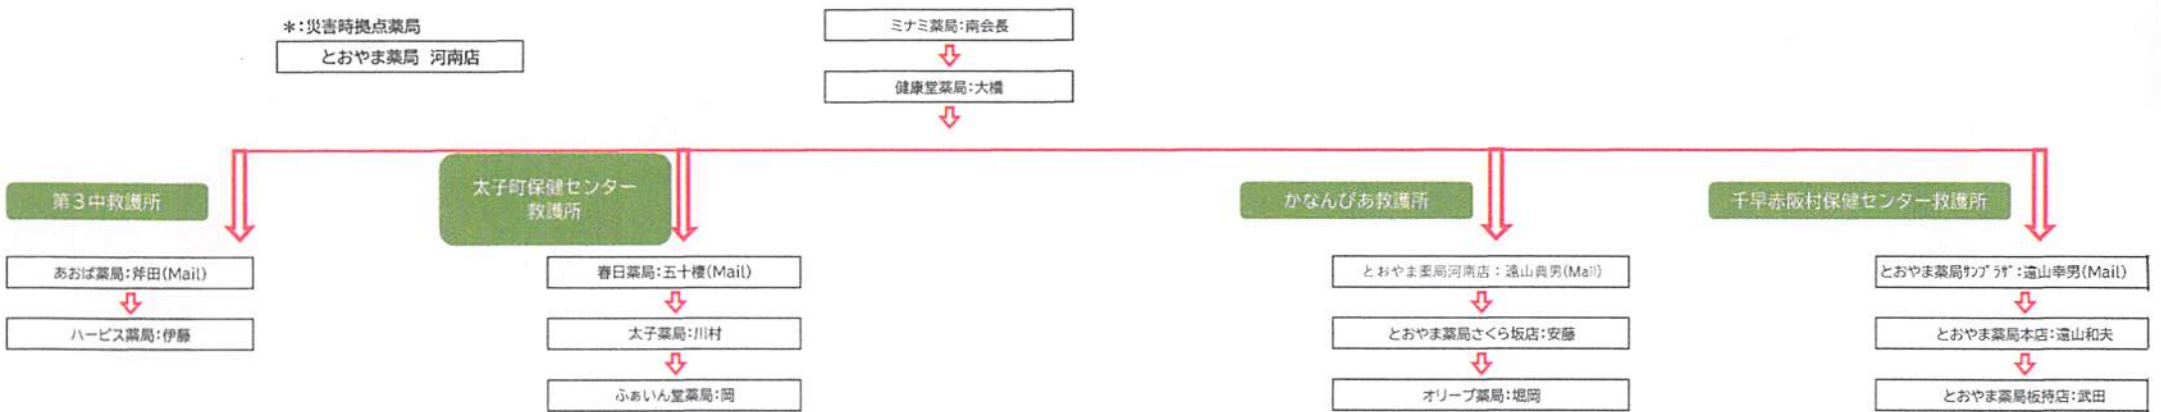 *:災害時拠点薬局
とおやま薬局 河南店
ミナミ薬局:南会長
健康堂薬局:大橋
第3中救護所
太子町保健センター
救護所
かなんぴあ救護所
千早赤阪村保健センター救護所
あおば薬局:斧田(Mail)
春日薬局:五十棲(Mail)
とおやま薬局河南店:遠山典男(Mail)
とおやま薬局サンプラザ:遠山幸男(Mail)
ハービス薬局:伊藤
太子薬局:川村
とおやま薬局さくら坂店:安藤
とおやま薬局本店:遠山和夫
ふぁいん堂薬局:岡
オリーブ薬局:堀岡
とおやま薬局板持店:武田